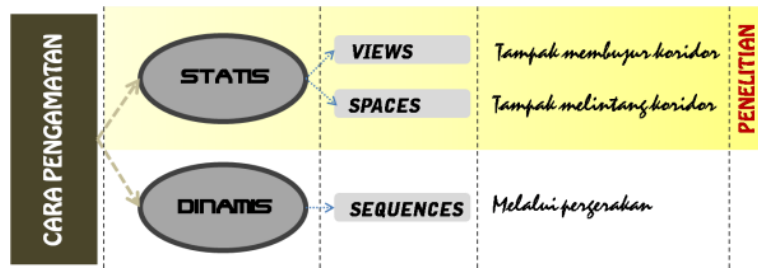 CARA PENGAMATAN
STATIS
VIEWS
Tampak membujur koridor
SPACES
Tampak melintang koridor
PENELITIAN
DINAMIS
SEQUENCES
Melalui pergerakan